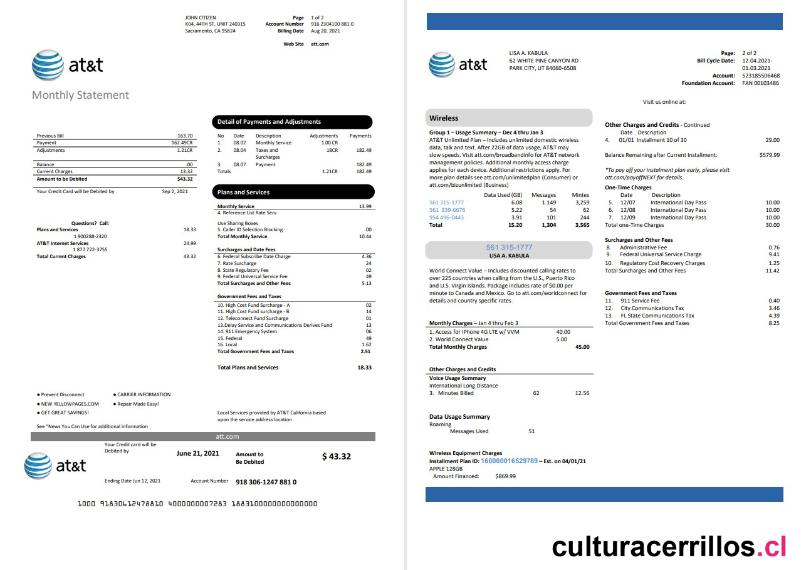 JOHN CITIZEN
K04, 44TH ST. UNIT 240315
Sacramento, CA 95824
Page 1 of 2
Account Number 918 2304100 881 0
Billing Date Aug 20, 2021
Web Site att.com
at&t
Monthly Statement
Previous Bill 163.70
Payment 162.49CR
Adjustments 1.21CR
Balance .00
Current Charges 13.33
Amount to be Debited $43.32
Your Credit Card will be Debited by Sep 2, 2021
Questions? Call:
Plans and Services 18.33
1 900288-2020
AT&T Internet Services 24.99
1 877 722-3755
Total Current Charges 43.32
Detail of Payments and Adjustments
No Date Description Adjustments Payments
1. 08.02 Monthly Service 1.00 CR
2. 08.04 Taxes and Surcharges 18CR 182.49
3. 08.07 Payment 182.49
Totals 1.21CR 182.49
Plans and Services
Monthly Service 13.99
4. Reference List Rate Serv
Use Sharing Boxes
5. Caller ID Selection Blocking .00
Total Monthly Service 10.44
Surcharges and Date Fees
6. Federal Subscribe Date Charge 4.36
7. Rate Surcharge 24
8. State Regulatory Fee 02
9. Federal Universal Service Fee 49
Total Surcharges and Other Fees 5.13
Government Fees and Taxes
10. High Cost Fund Surcharge - A 02
11. High Cost Fund surcharge - B 14
12. Teleconnect Fund Surcharge 01
13.Delay Service and Communications Derives Fund 13
14. 911 Emergency System 06
15. Federal 49
16. Local 1.62
Total Government Fees and Taxes 2.51
Total Plans and Services 18.33
● Prevent Disconnect
● NEW YELLOWPAGES.COM
● GET GREAT SAVINGS!
● CARRIER INFORMATION
● Repair Made Easy!
See "News You Can Use for Additional Information
Local Services provided by AT&T California based
upon the service address location
att.com
at&t
Your Credit card will be
Debited by
June 21, 2021
Amount to
Be Debited
$ 43.32
Ending Date Jun 12, 2021
Account Number 918 306-1247 881 0
1000 91830612478810 4000000007283 18831000000000000000
at&t
LISA A. KABULA
62 WHITE PINE CANYON RD
PARK CITY, UT 84060-6508
Page: 2 of 2
Bill Cycle Date: 12.04.2021-
01.03.2021
Account: 523185506468
Foundation Account: FAN 00103486
Visit us online at:
Wireless
Group 1 – Usage Summary – Dec 4 thru Jan 3
AT&T Unlimited Plan – Includes unlimited domestic wireless
data, talk and text. After 22GB of data usage, AT&T may
slow speeds. Visit att.com/broadbandinfo for AT&T network
management policies. Additional monthly access charge
applies for each device. Additional restrictions apply. For
more plan details see att.com/unlimitedplan (Consumer) or
att.com/bizunlimited (Business)
Data Used (GB) Messages Mintes
561 315-1777 6.08 1,149 3,259
561 339-6676 5.22 54 62
954 496-0443 3.91 101 244
Total 15.20 1,304 3,565
561 315-1777
LISA A. KABULA
World Connect Value – Includes discounted calling rates to
over 225 countries when calling from the U.S., Puerto Rico
and U.S. Virgin Islands. Package includes rate of $0.00 per
minute to Canada and Mexico. Go to att.com/worldconnect for
details and country specific rates.
Monthly Charges – Jan 4 thru Feb 3
1. Access for iPhone 4G LTE w/ VVM 40.00
2. World Connect Value 5.00
Total Monthly Charges 45.00
Other Charges and Credits
Voice Usage Summary
International Long Distance
3. Minutes Billed 62 12.56
Data Usage Summary
Roaming
Messages Used 51
Wireless Equipment Charges
Installment Plan ID: 160000016529789 – Est. on 04/01/21
APPLE 128GB
Amount Financed: $869.99
Other Charges and Credits - Continued
Date Description
4. 01/01 Installment 10 of 30 29.00
Balance Remaining after Current Installment: $579.99
*To pay off your installment plan early, please visit
att.com/payoffNEXT for details.
One-Time Charges
Date Description
5. 12/07 International Day Pass 10.00
6. 12/08 International Day Pass 10.00
7. 12/09 International Day Pass 10.00
Total one-Time Charges 30.00
Surcharges and Other Fees
8. Administrative Fee 0.76
9. Federal Universal Service Charge 9.41
10. Regulatory Cost Recovery Charges 1.25
Total Surcharges and Other Fees 11.42
Government Fees and Taxes
11. 911 Service Fee 0.40
12. City Communications Tax 3.46
13. FL State Communications Tax 4.39
Total Government Fees and Taxes 8.25
culturacerrillos.cl